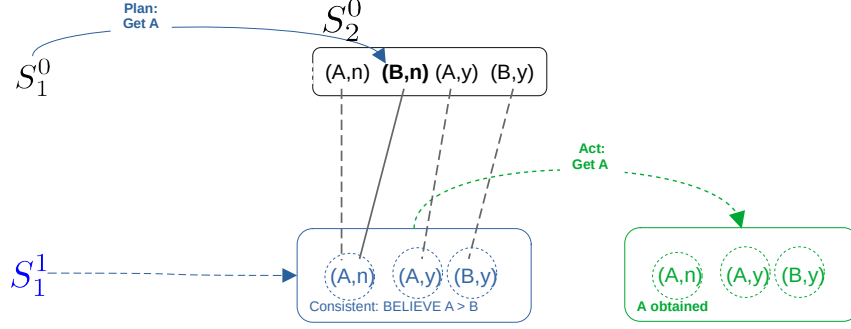 Plan:
Get A
S_2^0
S_1^0
(A,n) (B,n) (A,y) (B,y)
Act:
Get A
S_1^1
(A,n) (A,y) (B,y)
Consistent: BELIEVE A > B
(A,n) (A,y) (B,y)
A obtained